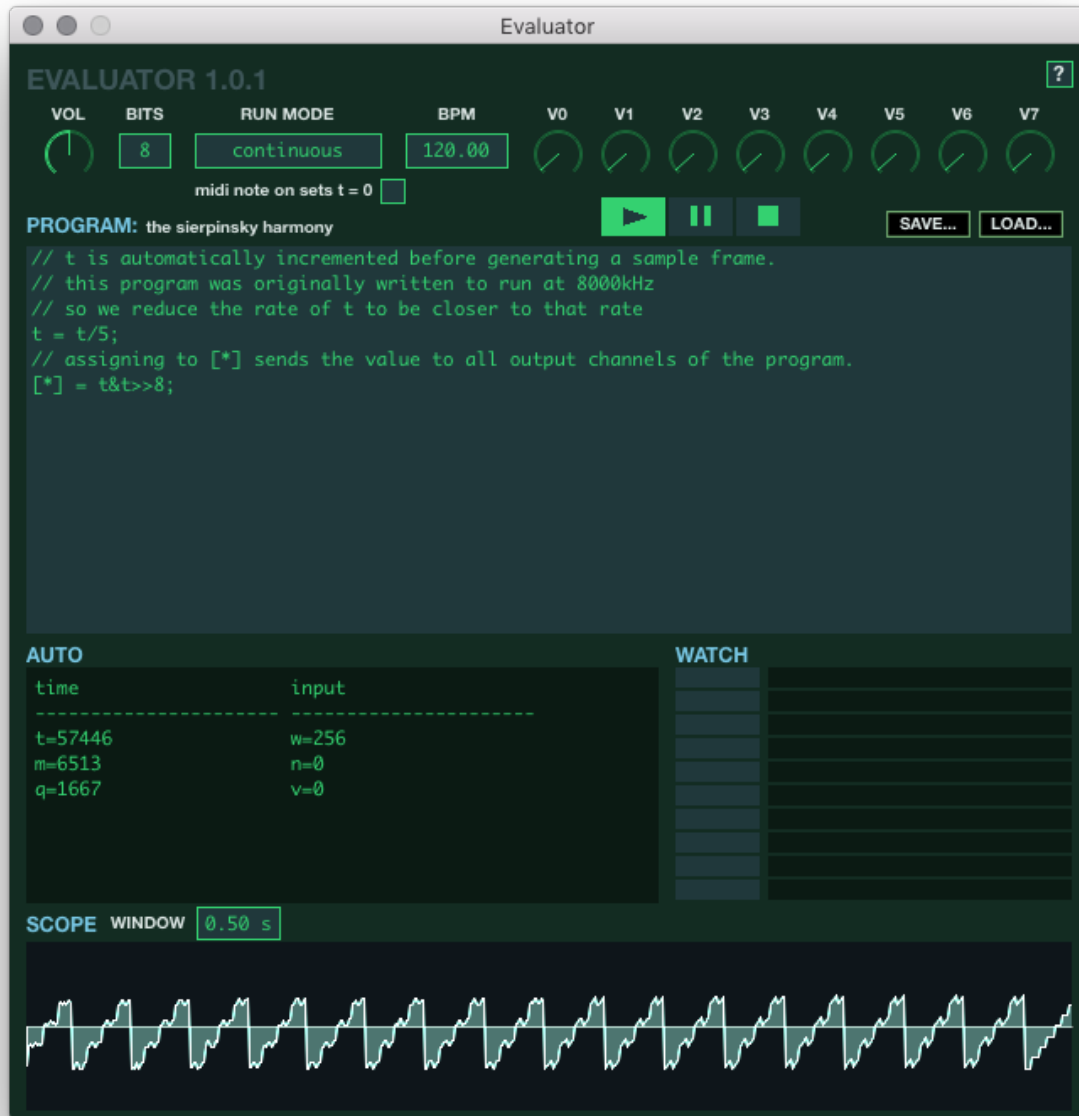 Evaluator
EVALUATOR 1.0.1
?
VOL BITS RUN MODE BPM V0 V1 V2 V3 V4 V5 V6 V7
8 continuous 120.00
midi note on sets t = 0
PROGRAM: the sierpinsky harmony SAVE... LOAD...
// t is automatically incremented before generating a sample frame.
// this program was originally written to run at 8000kHz
// so we reduce the rate of t to be closer to that rate
t = t/5;
// assigning to [*] sends the value to all output channels of the program.
[*] = t&t>>8;
AUTO WATCH
time input
---------------------- ----------------------
t=57446 w=256
m=6513 n=0
q=1667 v=0
SCOPE WINDOW 0.50 s